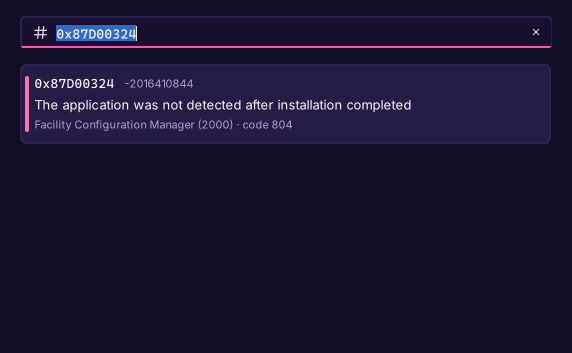 # 0x87D00324 ×
0x87D00324 -2016410844
The application was not detected after installation completed
Facility Configuration Manager (2000) · code 804